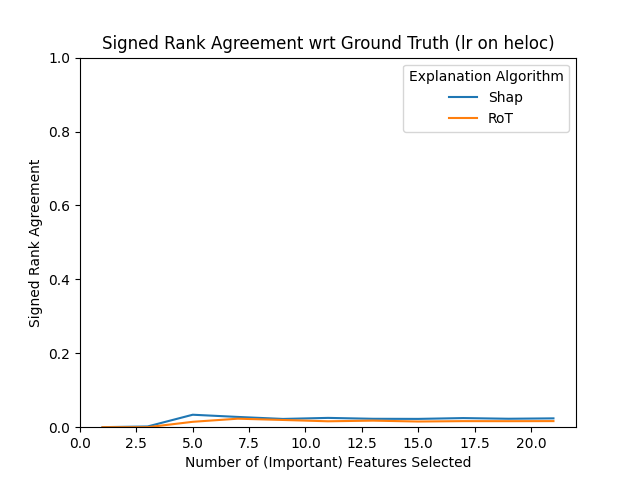 Signed Rank Agreement wrt Ground Truth (lr on heloc)
Explanation Algorithm
Shap
RoT
Signed Rank Agreement
1.0
0.8
0.6
0.4
0.2
0.0
0.0 2.5 5.0 7.5 10.0 12.5 15.0 17.5 20.0
Number of (Important) Features Selected